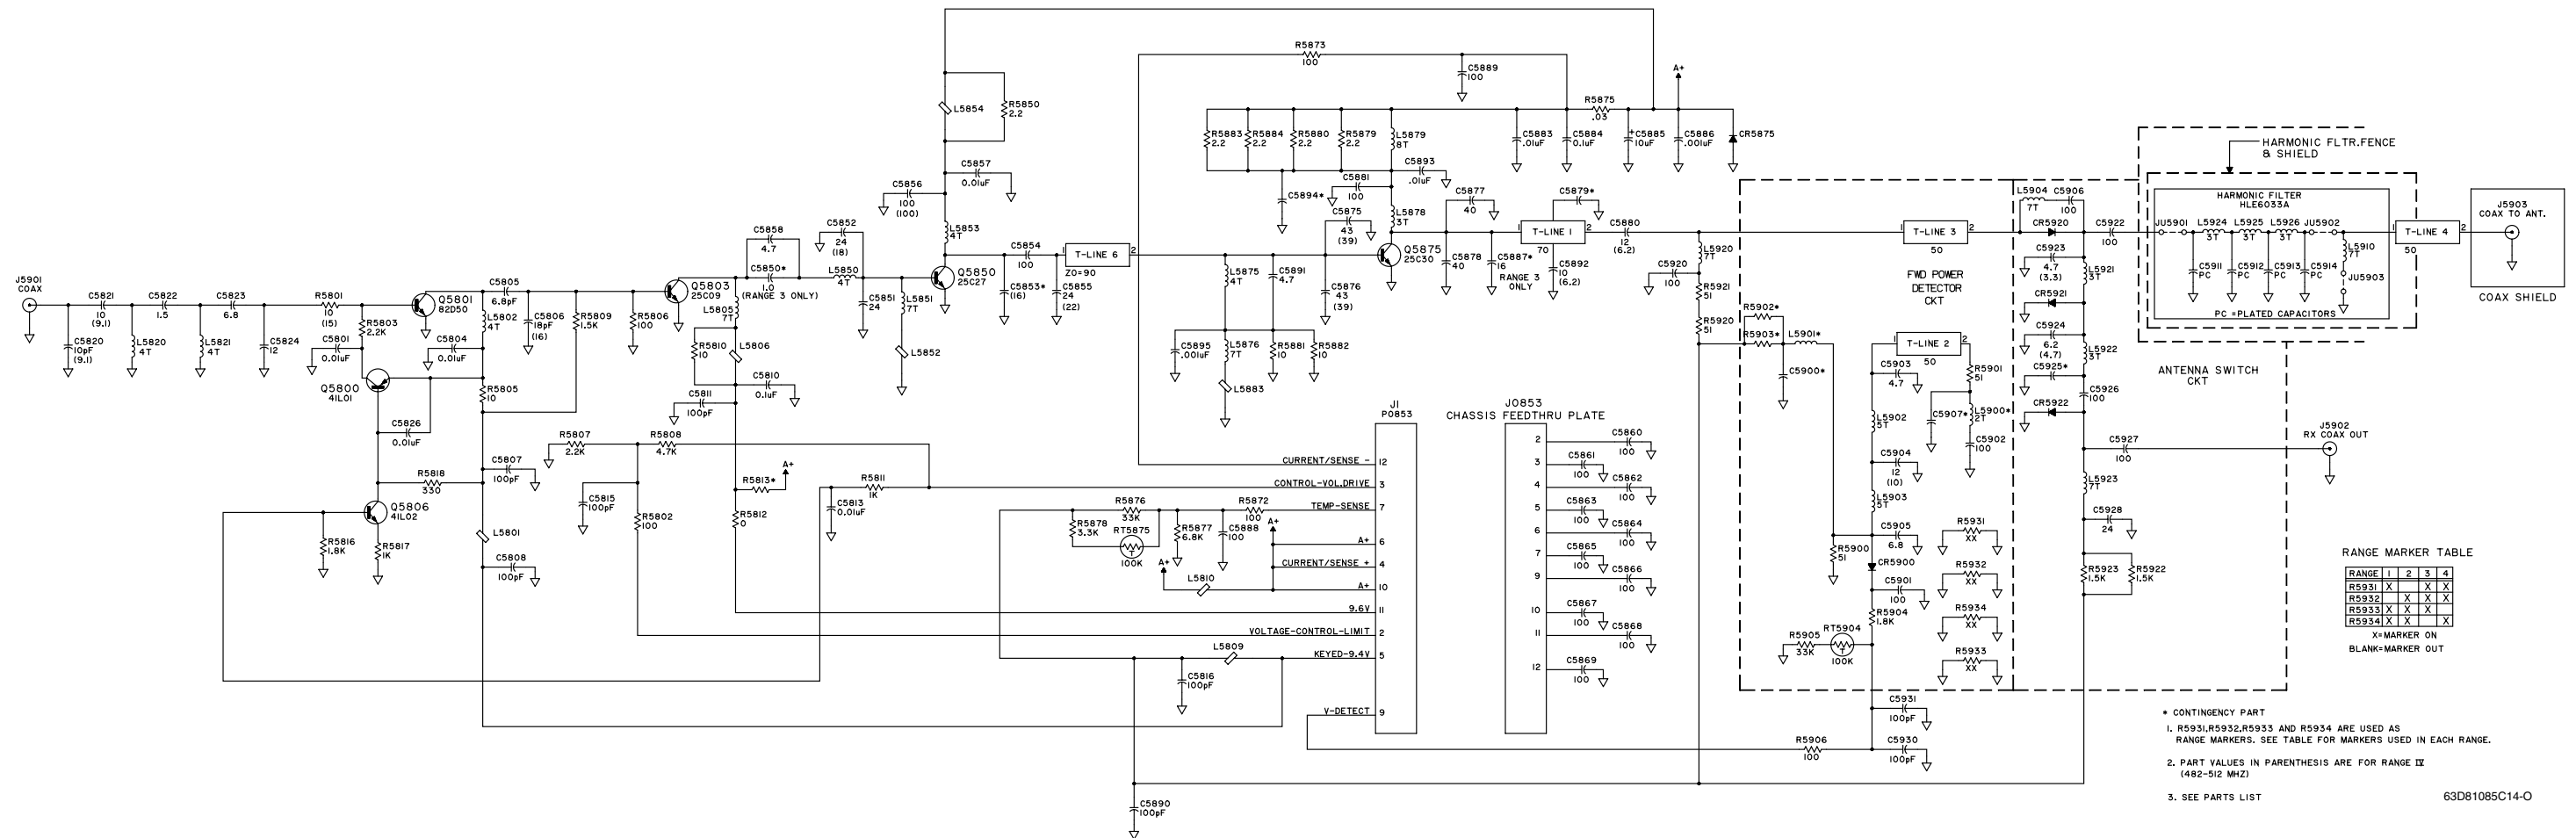 J5901
COAX
C5820
10pF
(9.1)
C5821
10
(9.1)
L5820
4T
C5822
1.5
L5821
4T
C5823
6.8
C5824
12
R5801
10
(15)
R5803
2.2K
C5801
0.01uF
Q5800
41L01
Q5801
82D50
C5804
0.01uF
L5802
4T
R5805
10
C5826
0.01uF
R5818
330
Q5806
41L02
R5816
1.8K
R5817
1K
C5807
100pF
L5801
C5808
100pF
C5805
6.8pF
C5806
18pF
(16)
R5809
1.5K
R5806
100
Q5803
25C09
R5807
2.2K
R5808
4.7K
C5815
100pF
R5802
100
L5805
7T
R5810
10
L5806
C5811
100pF
C5810
0.1uF
R5813*
A+
R5812
0
C5813
0.01uF
R5811
1K
C5858
4.7
C5850*
1.0
(RANGE 3 ONLY)
L5850
4T
C5852
24
(18)
C5851
24
L5851
7T
L5852
Q5850
25C27
L5854
R5850
2.2
C5857
0.01uF
C5856
100
(100)
L5853
4T
C5853*
(16)
C5854
100
C5855
24
(22)
1 T-LINE 6 2
Z0=90
R5873
100
C5889
100
R5883
2.2
R5884
2.2
R5880
2.2
R5879
2.2
L5879
8T
C5893
.01uF
C5894*
C5881
100
L5878
3T
C5875
43
(39)
Q5875
25C30
L5875
4T
C5891
4.7
C5876
43
(39)
C5895
.001uF
L5876
7T
R5881
10
R5882
10
L5883
C5883
.01uF
C5884
0.1uF
R5875
.03
+
C5885
10uF
C5886
.001uF
A+
CR5875
C5877
40
C5878
40
C5887*
16
RANGE 3
ONLY
C5879*
1 T-LINE 1 2
70
C5892
10
(6.2)
C5880
12
(6.2)
J1
P0853
CURRENT/SENSE - 12
CONTROL-VOL.DRIVE 3
TEMP-SENSE 7
A+ 6
CURRENT/SENSE + 4
A+ 10
9.6V 11
VOLTAGE-CONTROL-LIMIT 2
KEYED-9.4V 5
V-DETECT 9
R5878
3.3K
R5876
33K
RT5875
T
100K
R5877
6.8K
C5888
100
R5872
100
A+
A+
L5810
L5809
C5816
100pF
C5890
100pF
J0853
CHASSIS FEEDTHRU PLATE
2
C5860
100
3
C5861
100
4
C5862
100
5
C5863
100
6
C5864
100
7
C5865
100
9
C5866
100
10
C5867
100
11
C5868
100
12
C5869
100
C5920
100
L5920
7T
R5921
51
R5920
51
R5902*
R5903*
L5901*
C5900*
1 T-LINE 3 2
50
FWD POWER
DETECTOR
CKT
1 T-LINE 2 2
50
C5903
4.7
R5901
51
L5902
5T
C5907*
L5900*
2T
C5902
100
C5904
12
(10)
L5903
5T
C5905
6.8
R5900
51
CR5900
C5901
100
R5904
1.8K
R5905
33K
RT5904
T
100K
R5931
XX
R5932
XX
R5934
XX
R5933
XX
C5931
100pF
C5930
100pF
R5906
100
L5904
7T
C5906
100
CR5920
C5922
100
C5923
4.7
(3.3)
L5921
3T
CR5921
C5924
6.2
(4.7)
L5922
3T
C5925*
C5926
100
CR5922
ANTENNA SWITCH
CKT
C5927
100
J5902
RX COAX OUT
L5923
7T
C5928
24
R5923
1.5K
R5922
1.5K
HARMONIC FLTR.FENCE
& SHIELD
HARMONIC FILTER
HLE6033A
JU5901
L5924
3T
L5925
3T
L5926
3T
JU5902
C5911
PC
C5912
PC
C5913
PC
C5914
PC
L5910
7T
JU5903
PC =PLATED CAPACITORS
1 T-LINE 4 2
50
J5903
COAX TO ANT.
COAX SHIELD
RANGE MARKER TABLE
RANGE 1 2 3 4
R5931 X X X
R5932 X X X
R5933 X X X
R5934 X X X
X=MARKER ON
BLANK=MARKER OUT
* CONTINGENCY PART
1. R5931,R5932,R5933 AND R5934 ARE USED AS
RANGE MARKERS. SEE TABLE FOR MARKERS USED IN EACH RANGE.
2. PART VALUES IN PARENTHESIS ARE FOR RANGE IV
(482-512 MHZ)
3. SEE PARTS LIST
63D81085C14-O